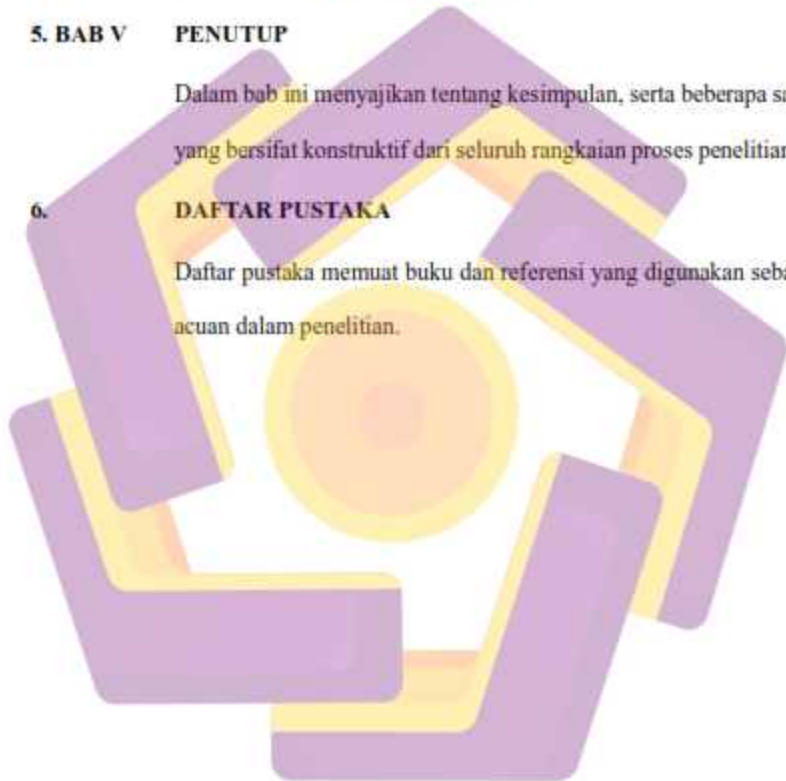 5. BAB V PENUTUP
Dalam bab ini menyajikan tentang kesimpulan, serta beberapa
yang bersifat konstruktif dari seluruh rangkaian proses penelitian
6. DAFTAR PUSTAKA
Daftar pustaka memuat buku dan referensi yang digunakan
acuan dalam penelitian.